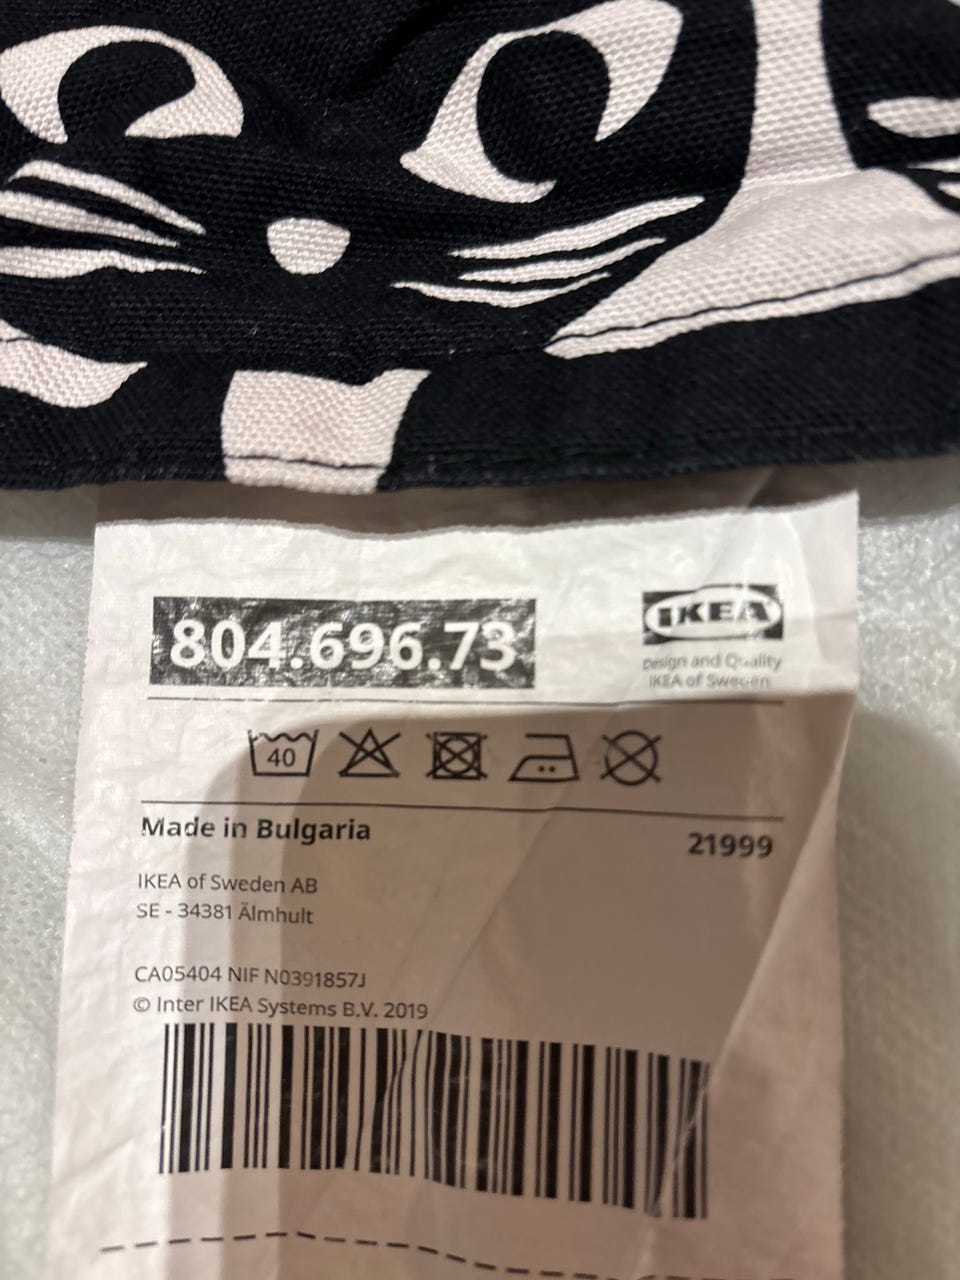 804.696.73
IKEA
Design and Quality
IKEA of Sweden
40
Made in Bulgaria
21999
IKEA of Sweden AB
SE - 34381 Älmhult
CA05404 NIF N0391857J
© Inter IKEA Systems B.V. 2019